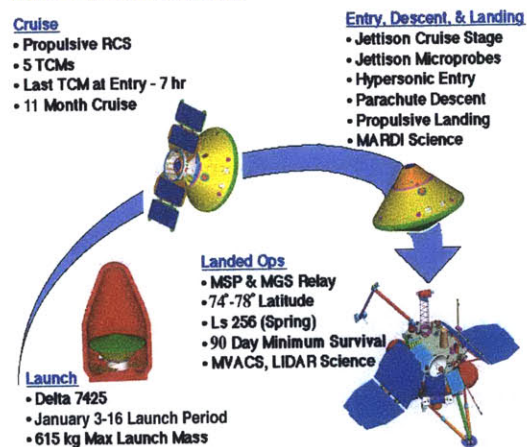 Cruise
• Propulsive RCS
• 5 TCMs
• Last TCM at Entry - 7 hr
• 11 Month Cruise
Entry, Descent, & Landing
• Jettison Cruise Stage
• Jettison Microprobes
• Hypersonic Entry
• Parachute Descent
• Propulsive Landing
• MARDI Science
Landed Ops
• MSP & MGS Relay
• 74°-78° Latitude
• Ls 256 (Spring)
• 90 Day Minimum Survival
• MVACS, LIDAR Science
Launch
• Delta 7425
• January 3-16 Launch Period
• 615 kg Max Launch Mass